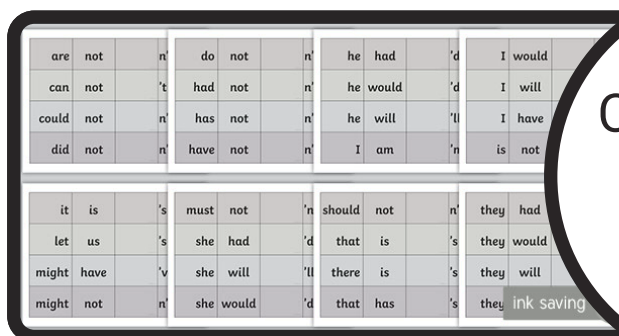 are not n'
can not 't
could not n'
did not n'
do not n'
had not n'
has not n'
have not n'
he had 'd
he would 'd
he will 'll
I am 'm
I would
I will
I have
is not
it is 's
let us 's
might have 'v
might not n'
must not 'n
she had 'd
she will 'll
she would 'd
should not n'
that is 's
there is 's
that has 's
they had
they would
they will
they
ink saving